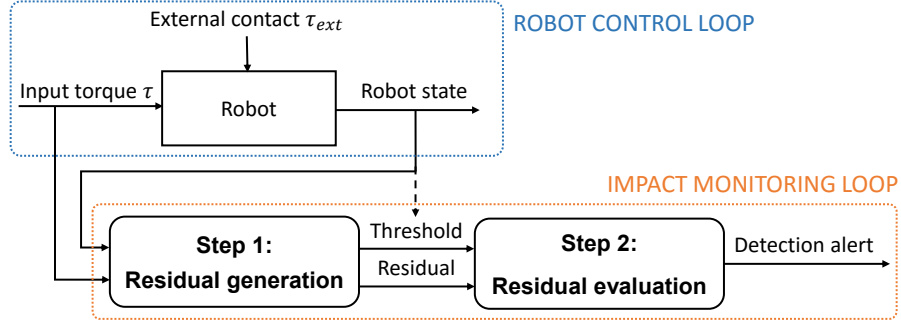 External contact τ_ext
ROBOT CONTROL LOOP
Input torque τ
Robot
Robot state
IMPACT MONITORING LOOP
Step 1:
Residual generation
Threshold
Residual
Step 2:
Residual evaluation
Detection alert